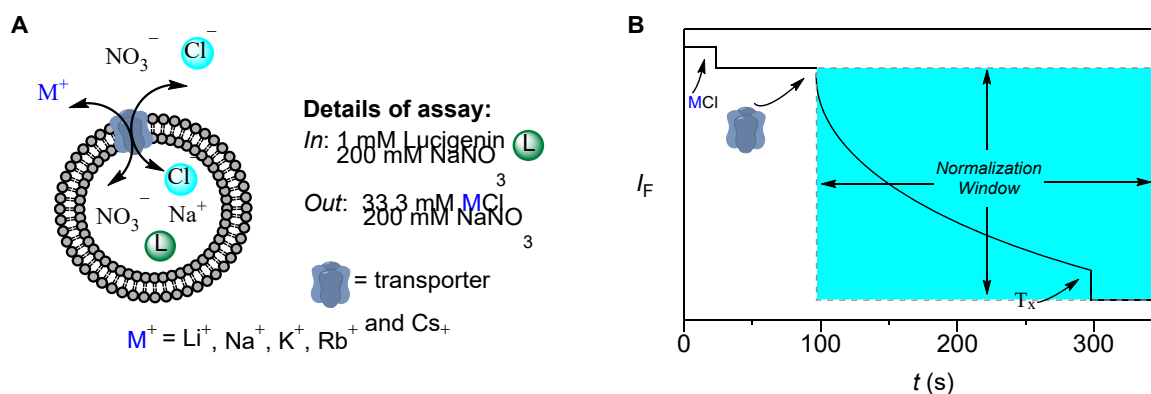 A
NO3−
Cl−
M+
Cl−
NO3− Na+
L
Details of assay:
In: 1 mM Lucigenin L
200 mM NaNO3
Out: 33.3 mM MCl
200 mM NaNO3
= transporter
M+ = Li+, Na+, K+, Rb+ and Cs+
B
MCl
IF
Normalization
Window
Tx
0 100 200 300
t (s)